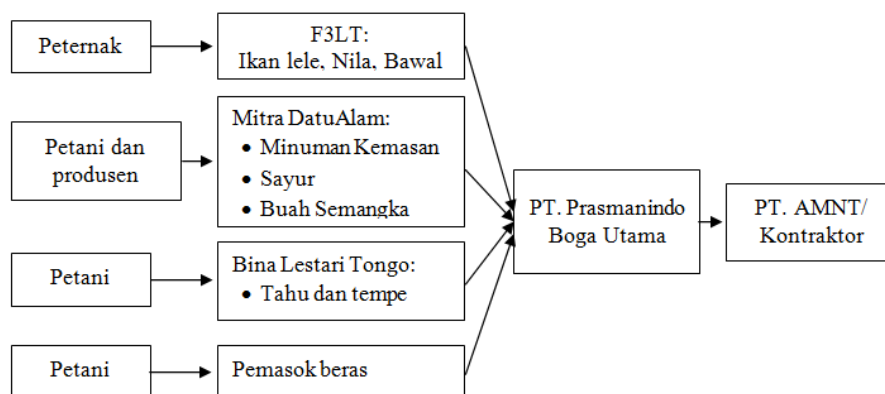 Peternak
F3LT:
Ikan lele, Nila, Bawal
Petani dan
produsen
Mitra DatuAlam:
• Minuman Kemasan
• Sayur
• Buah Semangka
Petani
Bina Lestari Tongo:
• Tahu dan tempe
Petani
Pemasok beras
PT. Prasmanindo
Boga Utama
PT. AMNT/
Kontraktor